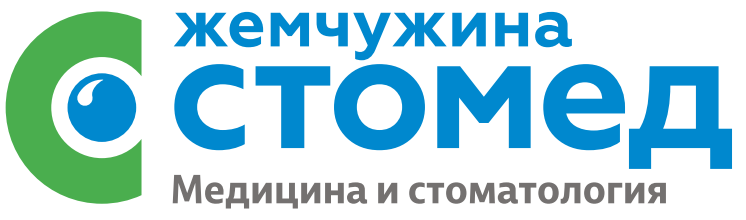 жемчужина
стомед
Медицина и стоматология